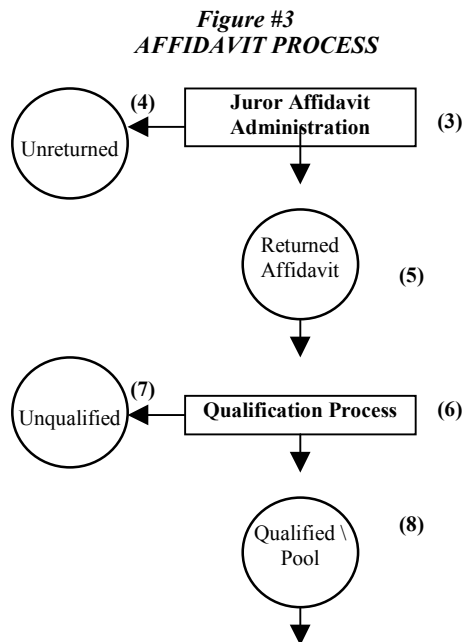 Figure #3
AFFIDAVIT PROCESS
(4)
Juror Affidavit
Administration
(3)
Unreturned
Returned
Affidavit
(5)
(7)
Unqualified
Qualification Process
(6)
Qualified \
Pool
(8)